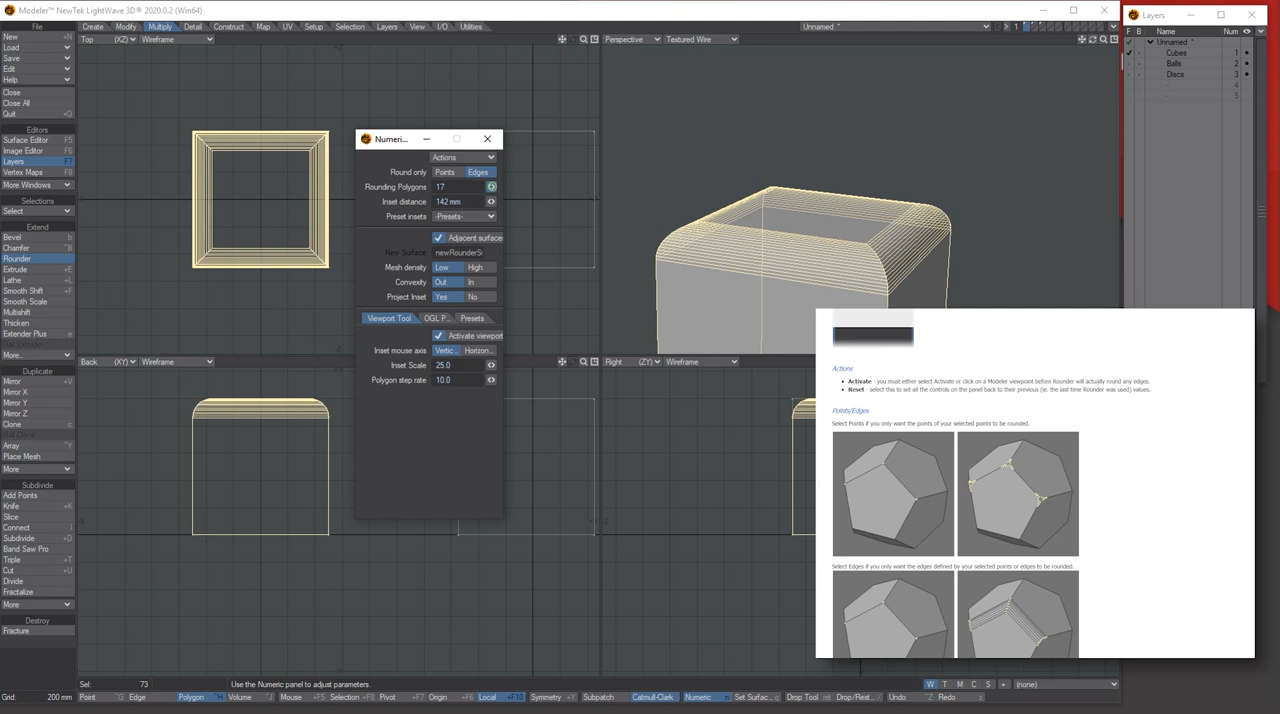 Modeler™ NewTek LightWave 3D® 2020.0.2 (Win64)
Layers
File
Create Modify Multiply Detail Construct Map UV Setup Selection Layers View I/O Utilities
Unnamed * 1
F B Name Num
New +N
Load
Save
Edit
Help
Close
Close All
Quit +Q
Top (XZ) Wireframe
Perspective Textured Wire
Unnamed *
Cubes 1
Balls 2
Discs 3
4
5
Editors
Surface Editor F5
Image Editor F6
Layers F7
Vertex Maps F8
More Windows
Selections
Select
Extend
Bevel b
Chamfer ^B
Rounder
Extrude +E
Lathe +L
Smooth Shift +F
Smooth Scale
Multishift
Thicken
Extender Plus
Rail Extrude
More...
Duplicate
Mirror +V
Mirror X
Mirror Y
Mirror Z
Clone c
Rail Clone
Array ^Y
Place Mesh
More
Subdivide
Add Points
Knife +K
Slice
Connect l
Subdivide +D
Band Saw Pro
Triple +T
Cut +U
Divide
Fractalize
More
Destroy
Fracture
Numeri...
Actions
Round only Points Edges
Rounding Polygons 17
Inset distance 142 mm
Preset insets -Presets-
Adjacent surface
New Surface newRounderS
Mesh density Low High
Convexity Out In
Project Inset Yes No
Viewport Tool OGL P... Presets
Activate viewport
Inset mouse axis Vertic... Horizon...
Inset Scale 25.0
Polygon step rate 10.0
Back (XY) Wireframe
Right (ZY) Wireframe
Actions
• Activate - you must either select Activate or click on a Modeler viewpoint before Rounder will actually round any edges.
• Reset - select this to set all the controls on the panel back to their previous (ie. the last time Rounder was used) values.
Points/Edges
Select Points if you only want the points of your selected points to be rounded.
Select Edges if you only want the edges defined by your selected points or edges to be rounded.
Sel: 73 Use the Numeric panel to adjust parameters. W T M C S + (none)
Grid: 200 mm Point ^G Edge Polygon ^H Volume ^J Mouse +F5 Selection +F8 Pivot +F7 Origin +F6 Local +F10 Symmetry +Y Subpatch Catmull-Clark Numeric n Set Surfac... q Drop Tool ret Drop/Rest... / Undo ^Z Redo z